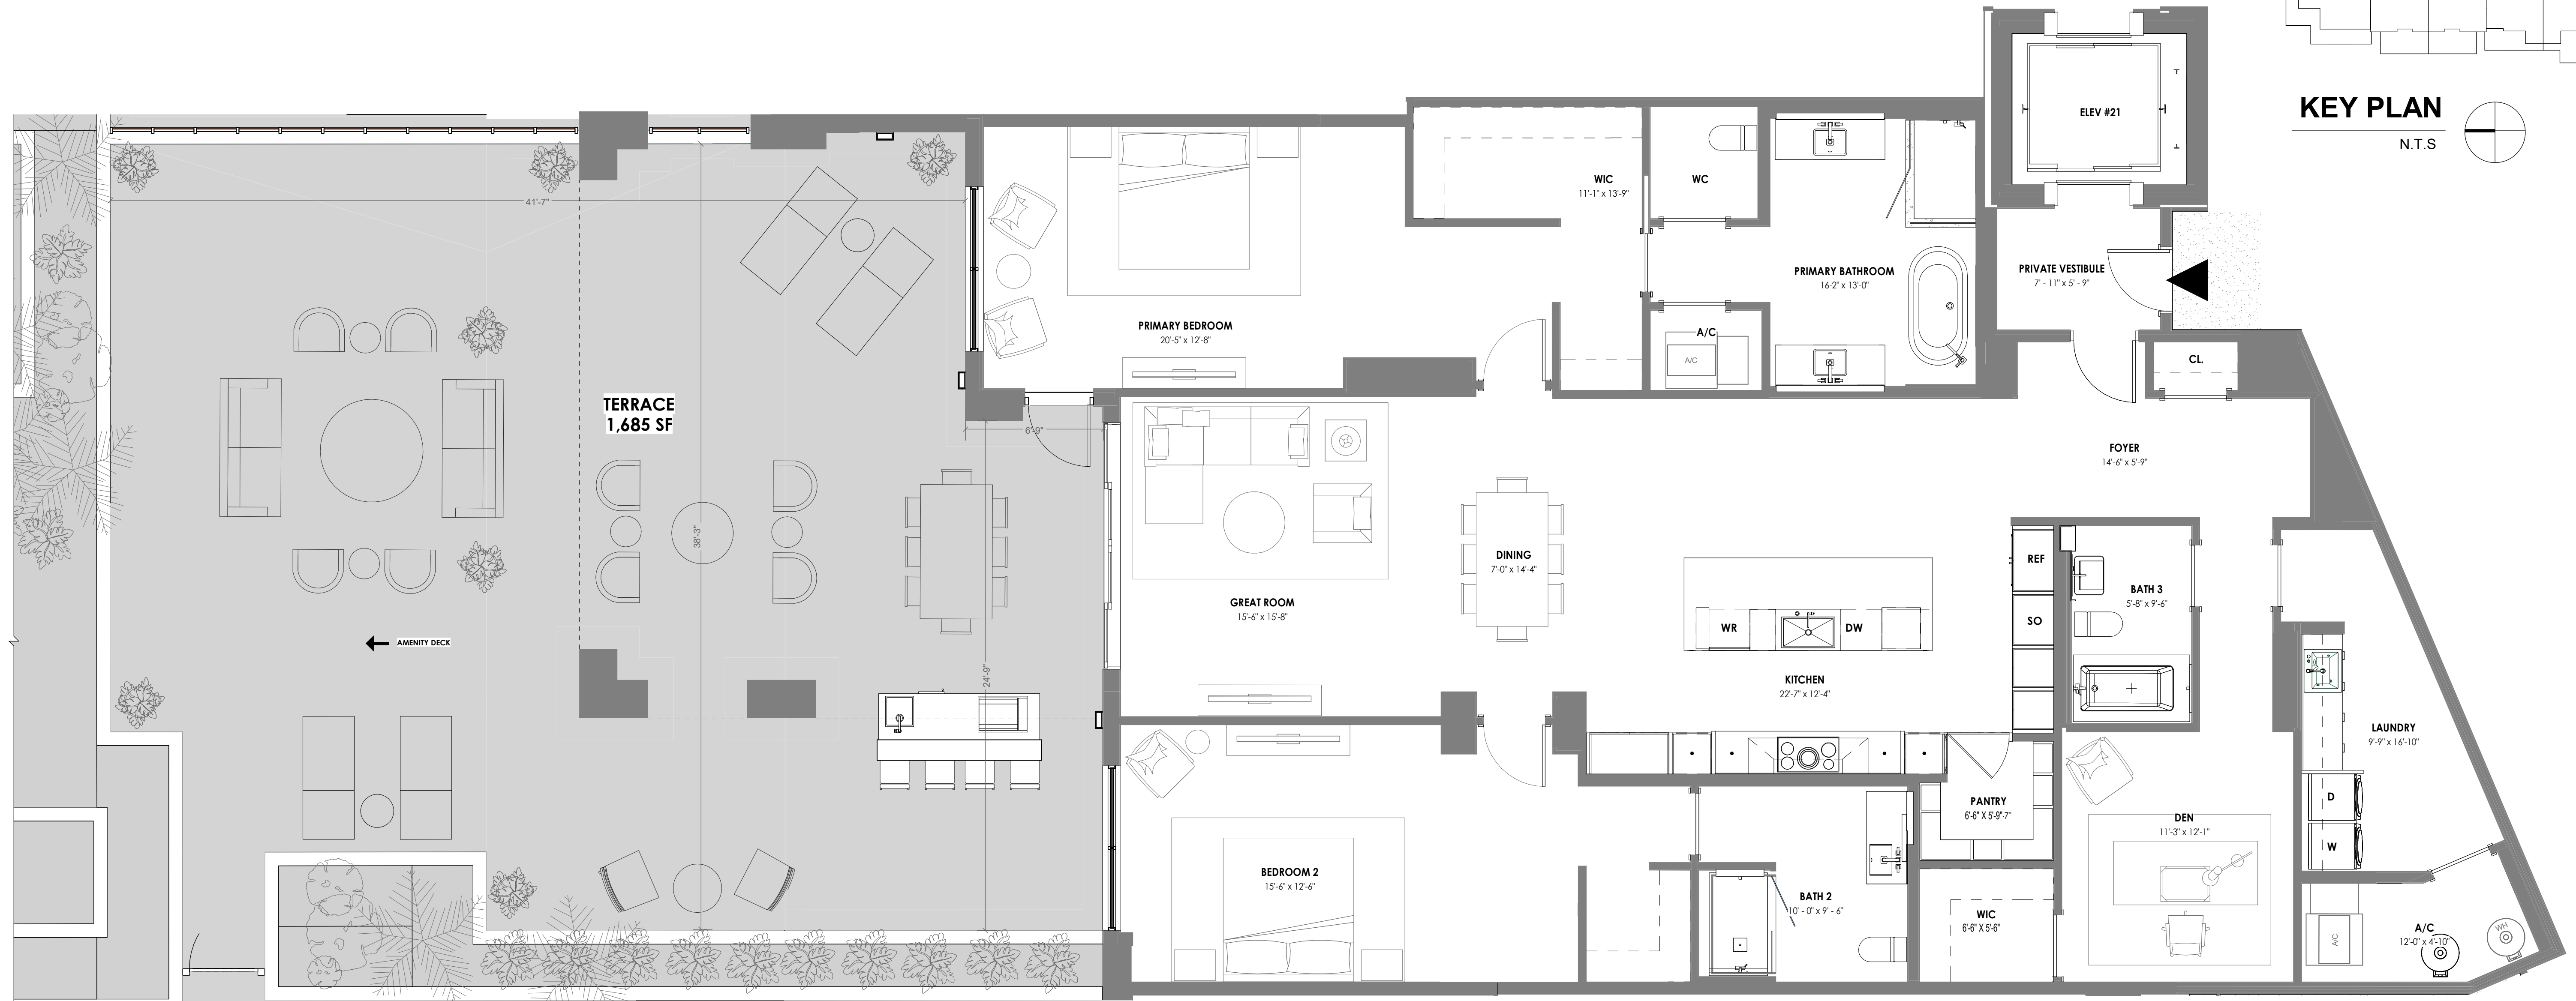 KEY PLAN
N.T.S
ELEV #21
PRIVATE VESTIBULE
7' - 11" x 5' - 9"
CL.
WIC
11'-1" x 13'-9"
WC
PRIMARY BATHROOM
16-2" x 13'-0"
A/C
A/C
PRIMARY BEDROOM
20'-5" x 12'-8"
41'-7"
TERRACE
1,685 SF
6'-9"
38'-3"
24'-9"
AMENITY DECK
FOYER
14'-6" x 5'-9"
GREAT ROOM
15'-6" x 15'-8"
DINING
7'-0" x 14'-4"
WR
DW
KITCHEN
22'-7" x 12'-4"
REF
SO
BATH 3
5'-8" x 9'-6"
LAUNDRY
9'-9" x 16'-10"
D
W
PANTRY
6'-6" X 5'-9"
DEN
11'-3" x 12'-1"
BEDROOM 2
15'-6" x 12'-6"
BATH 2
10' - 0" x 9' - 6"
WIC
6'-6" X 5'-6"
A/C
12'-0" x 4'-10"
A/C
WH